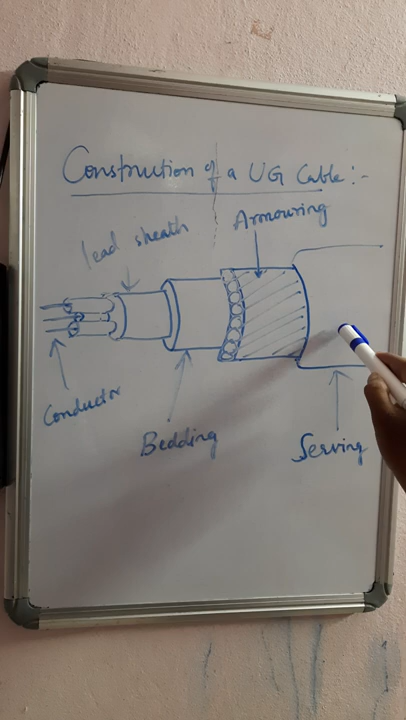 Construction of a UG Cable:-
Armouring
lead sheath
Conductor
Bedding
Serving